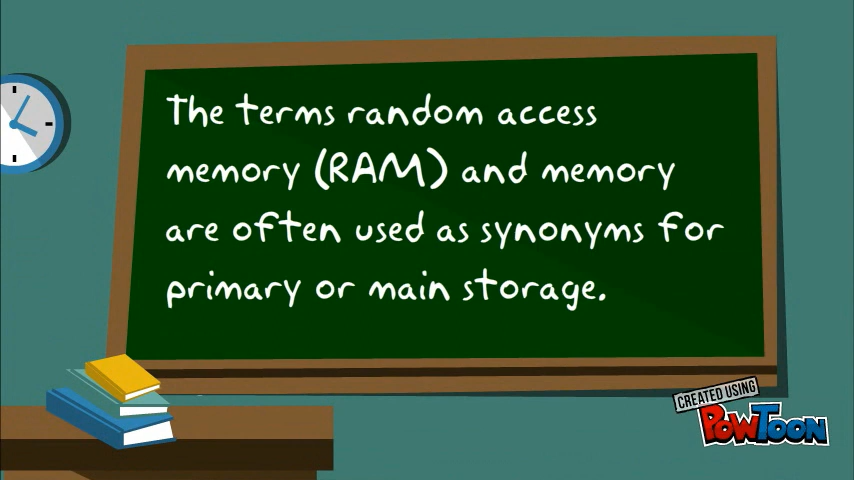 The terms random access
memory (RAM) and memory
are often used as synonyms for
primary or main storage.
CREATED USING
POWTOON